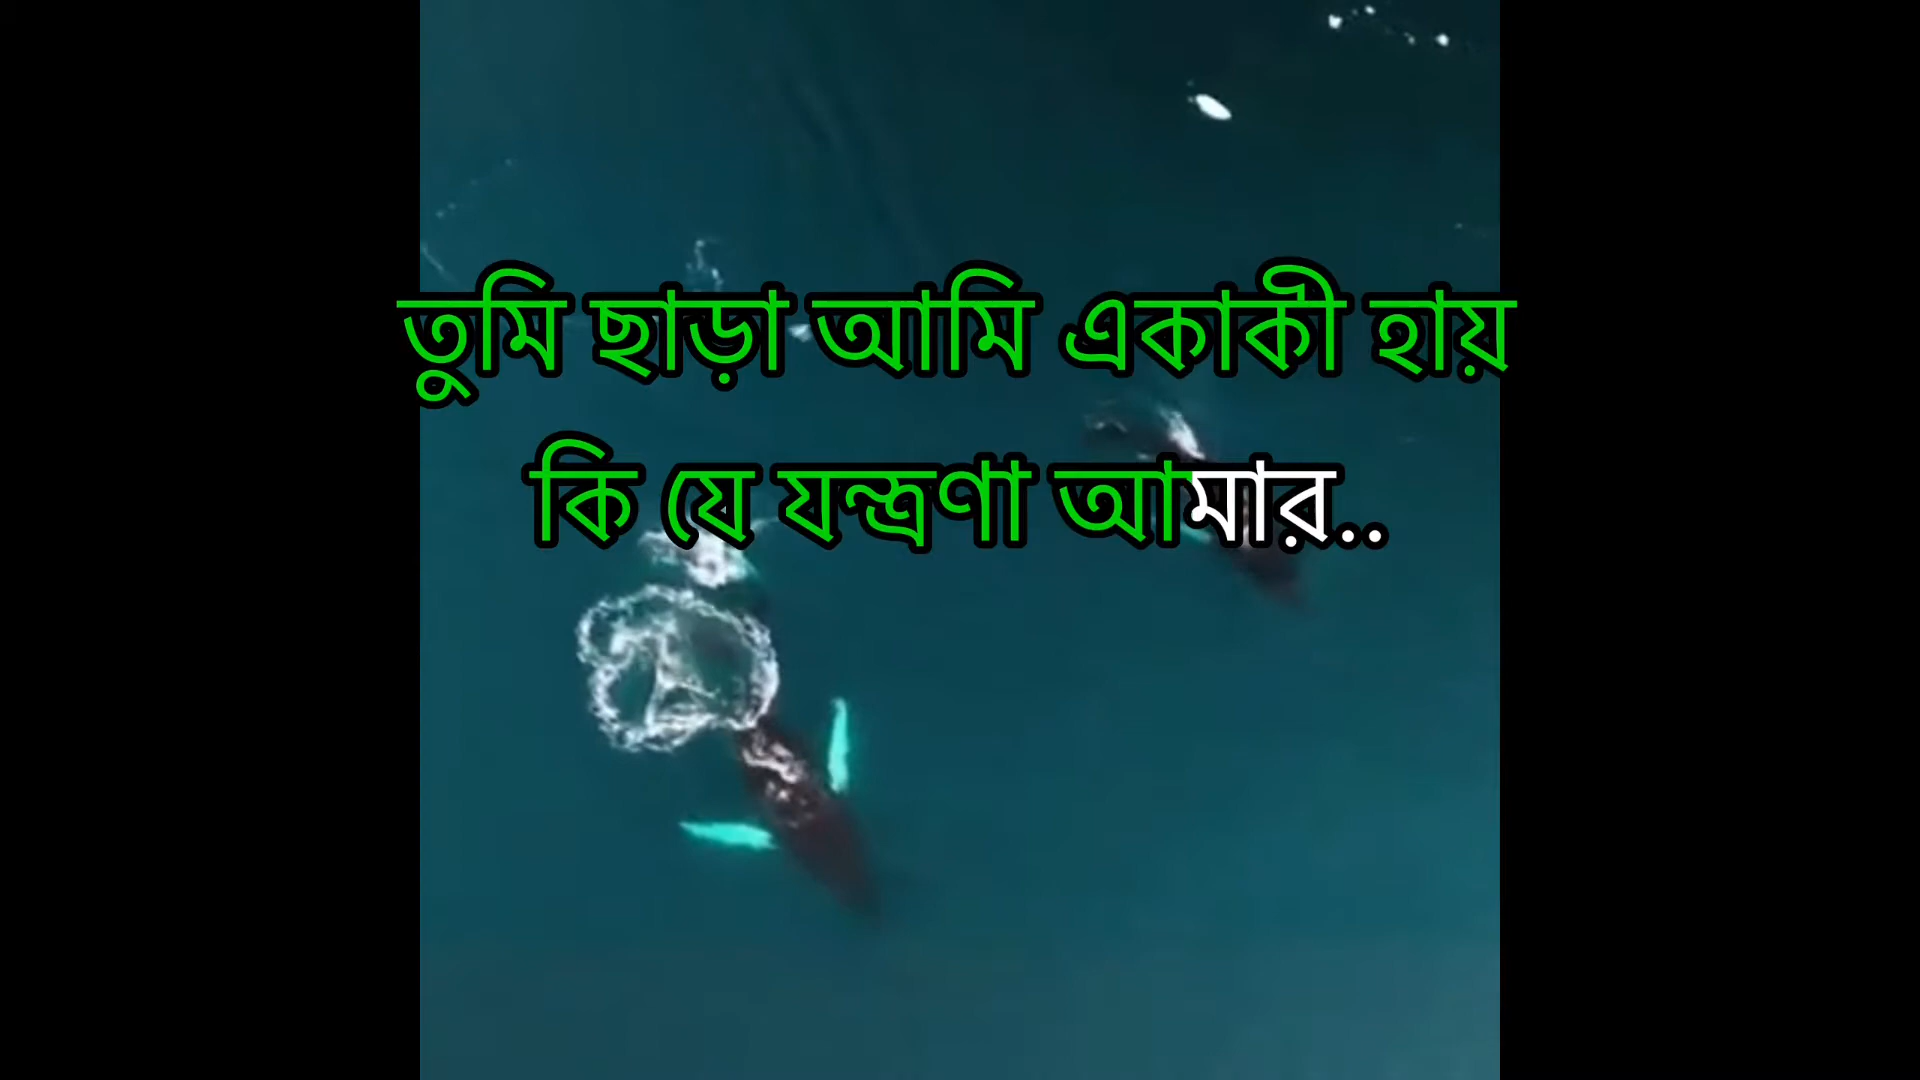 তুমি ছাড়া আমি একাকী হায়
কি যে যন্ত্রণা আমার..